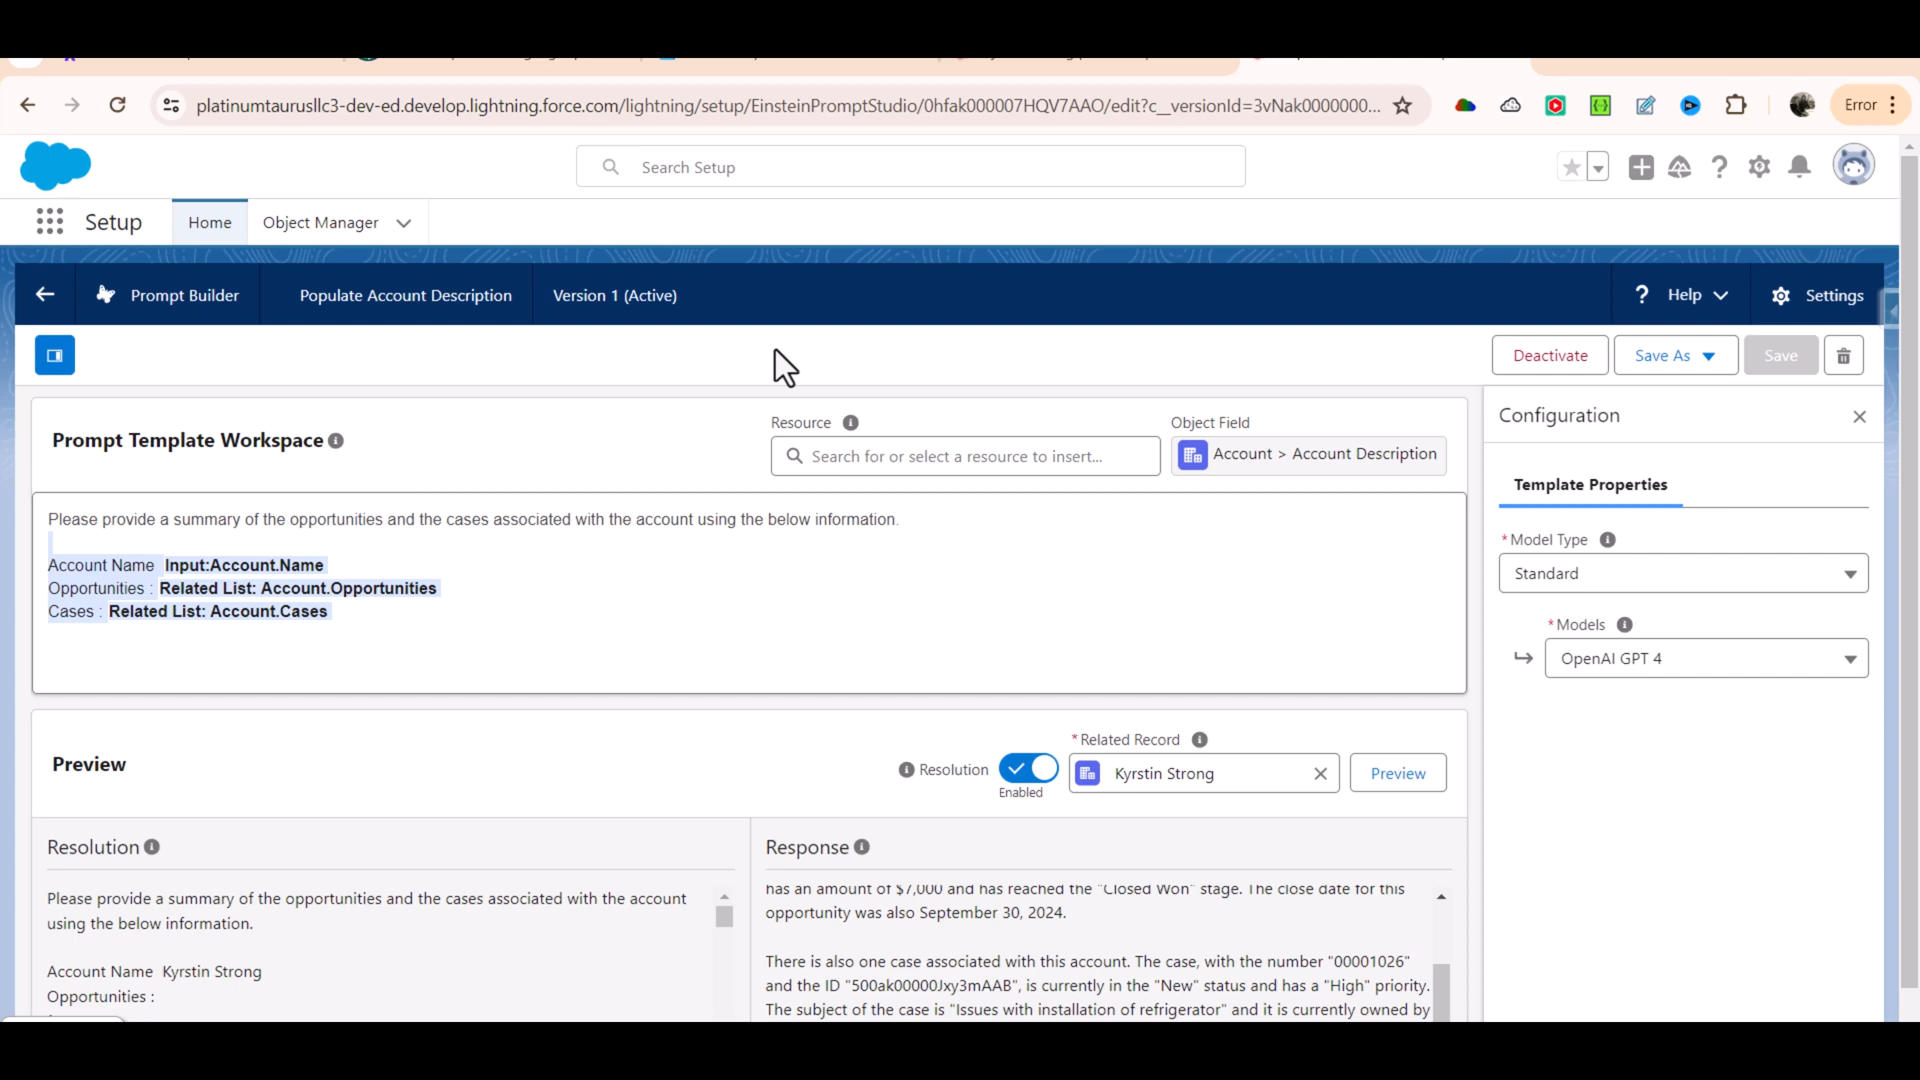 platinumtaurusllc3-dev-ed.develop.lightning.force.com/lightning/setup/EinsteinPromptStudio/0hfak000007HQV7AAO/edit?c__versionId=3vNak0000000...
Error
Search Setup
Setup
Home
Object Manager
Prompt Builder
Populate Account Description
Version 1 (Active)
Help
Settings
Deactivate
Save As
Save
Prompt Template Workspace
Resource
Search for or select a resource to insert...
Object Field
Account > Account Description
Please provide a summary of the opportunities and the cases associated with the account using the below information.
Account Name Input:Account.Name
Opportunities : Related List: Account.Opportunities
Cases : Related List: Account.Cases
Configuration
Template Properties
*Model Type
Standard
*Models
OpenAI GPT 4
Preview
Resolution
Enabled
*Related Record
Kyrstin Strong
Preview
Resolution
Please provide a summary of the opportunities and the cases associated with the account
using the below information.
Account Name Kyrstin Strong
Opportunities :
Response
has an amount of $7,000 and has reached the "Closed Won" stage. The close date for this
opportunity was also September 30, 2024.
There is also one case associated with this account. The case, with the number "00001026"
and the ID "500ak00000Jxy3mAAB", is currently in the "New" status and has a "High" priority.
The subject of the case is "Issues with installation of refrigerator" and it is currently owned by